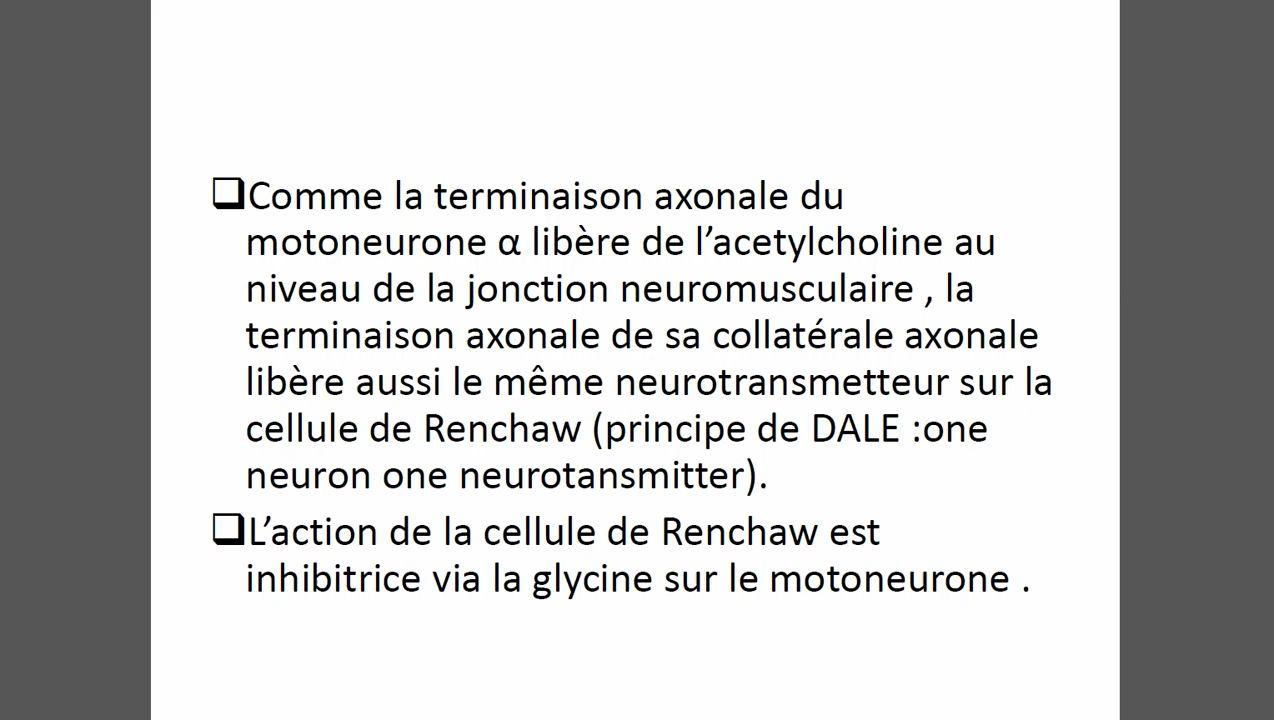 ❑Comme la terminaison axonale du
motoneurone α libère de l’acetylcholine au
niveau de la jonction neuromusculaire , la
terminaison axonale de sa collatérale axonale
libère aussi le même neurotransmetteur sur la
cellule de Renchaw (principe de DALE :one
neuron one neurotansmitter).
❑L’action de la cellule de Renchaw est
inhibitrice via la glycine sur le motoneurone .